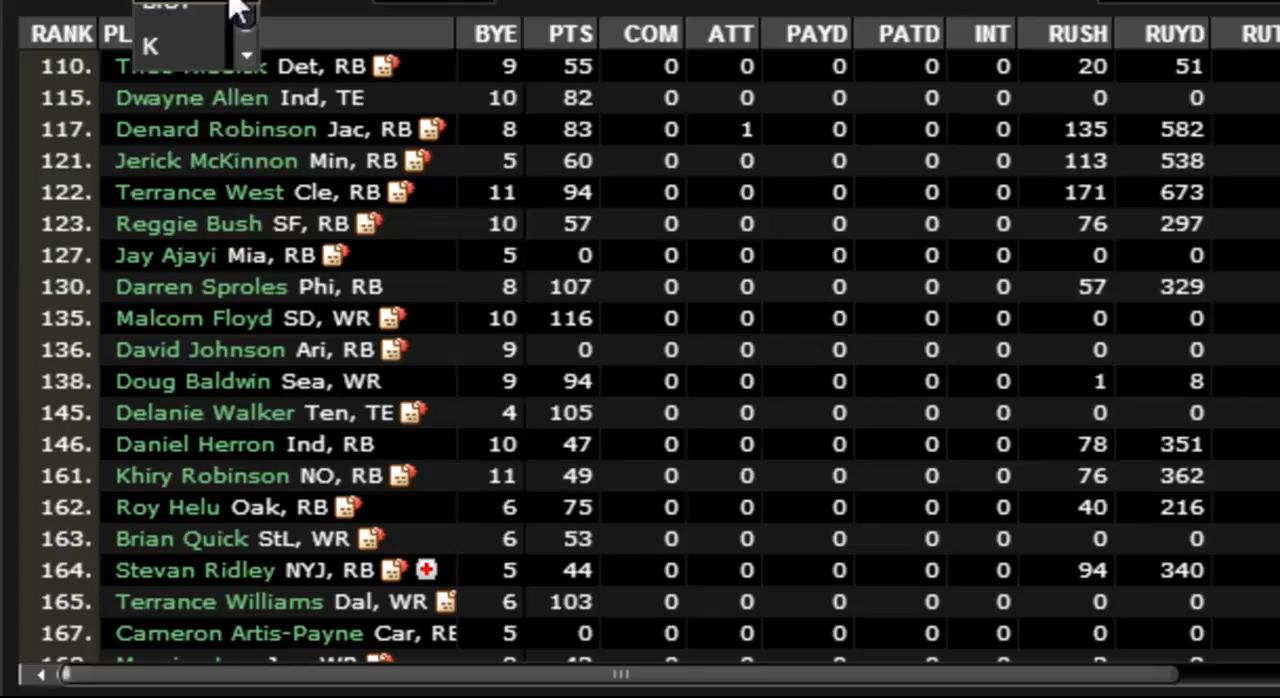 RANK PL BYE PTS COM ATT PAYD PATD INT RUSH RUYD RUT
K
110. Det, RB 9 55 0 0 0 0 0 20 51
115. Dwayne Allen Ind, TE 10 82 0 0 0 0 0 0 0
117. Denard Robinson Jac, RB 8 83 0 1 0 0 0 135 582
121. Jerick McKinnon Min, RB 5 60 0 0 0 0 0 113 538
122. Terrance West Cle, RB 11 94 0 0 0 0 0 171 673
123. Reggie Bush SF, RB 10 57 0 0 0 0 0 76 297
127. Jay Ajayi Mia, RB 5 0 0 0 0 0 0 0 0
130. Darren Sproles Phi, RB 8 107 0 0 0 0 0 57 329
135. Malcom Floyd SD, WR 10 116 0 0 0 0 0 0 0
136. David Johnson Ari, RB 9 0 0 0 0 0 0 0 0
138. Doug Baldwin Sea, WR 9 94 0 0 0 0 0 1 8
145. Delanie Walker Ten, TE 4 105 0 0 0 0 0 0 0
146. Daniel Herron Ind, RB 10 47 0 0 0 0 0 78 351
161. Khiry Robinson NO, RB 11 49 0 0 0 0 0 76 362
162. Roy Helu Oak, RB 6 75 0 0 0 0 0 40 216
163. Brian Quick StL, WR 6 53 0 0 0 0 0 0 0
164. Stevan Ridley NYJ, RB 5 44 0 0 0 0 0 94 340
165. Terrance Williams Dal, WR 6 103 0 0 0 0 0 0 0
167. Cameron Artis-Payne Car, RB 5 0 0 0 0 0 0 0 0